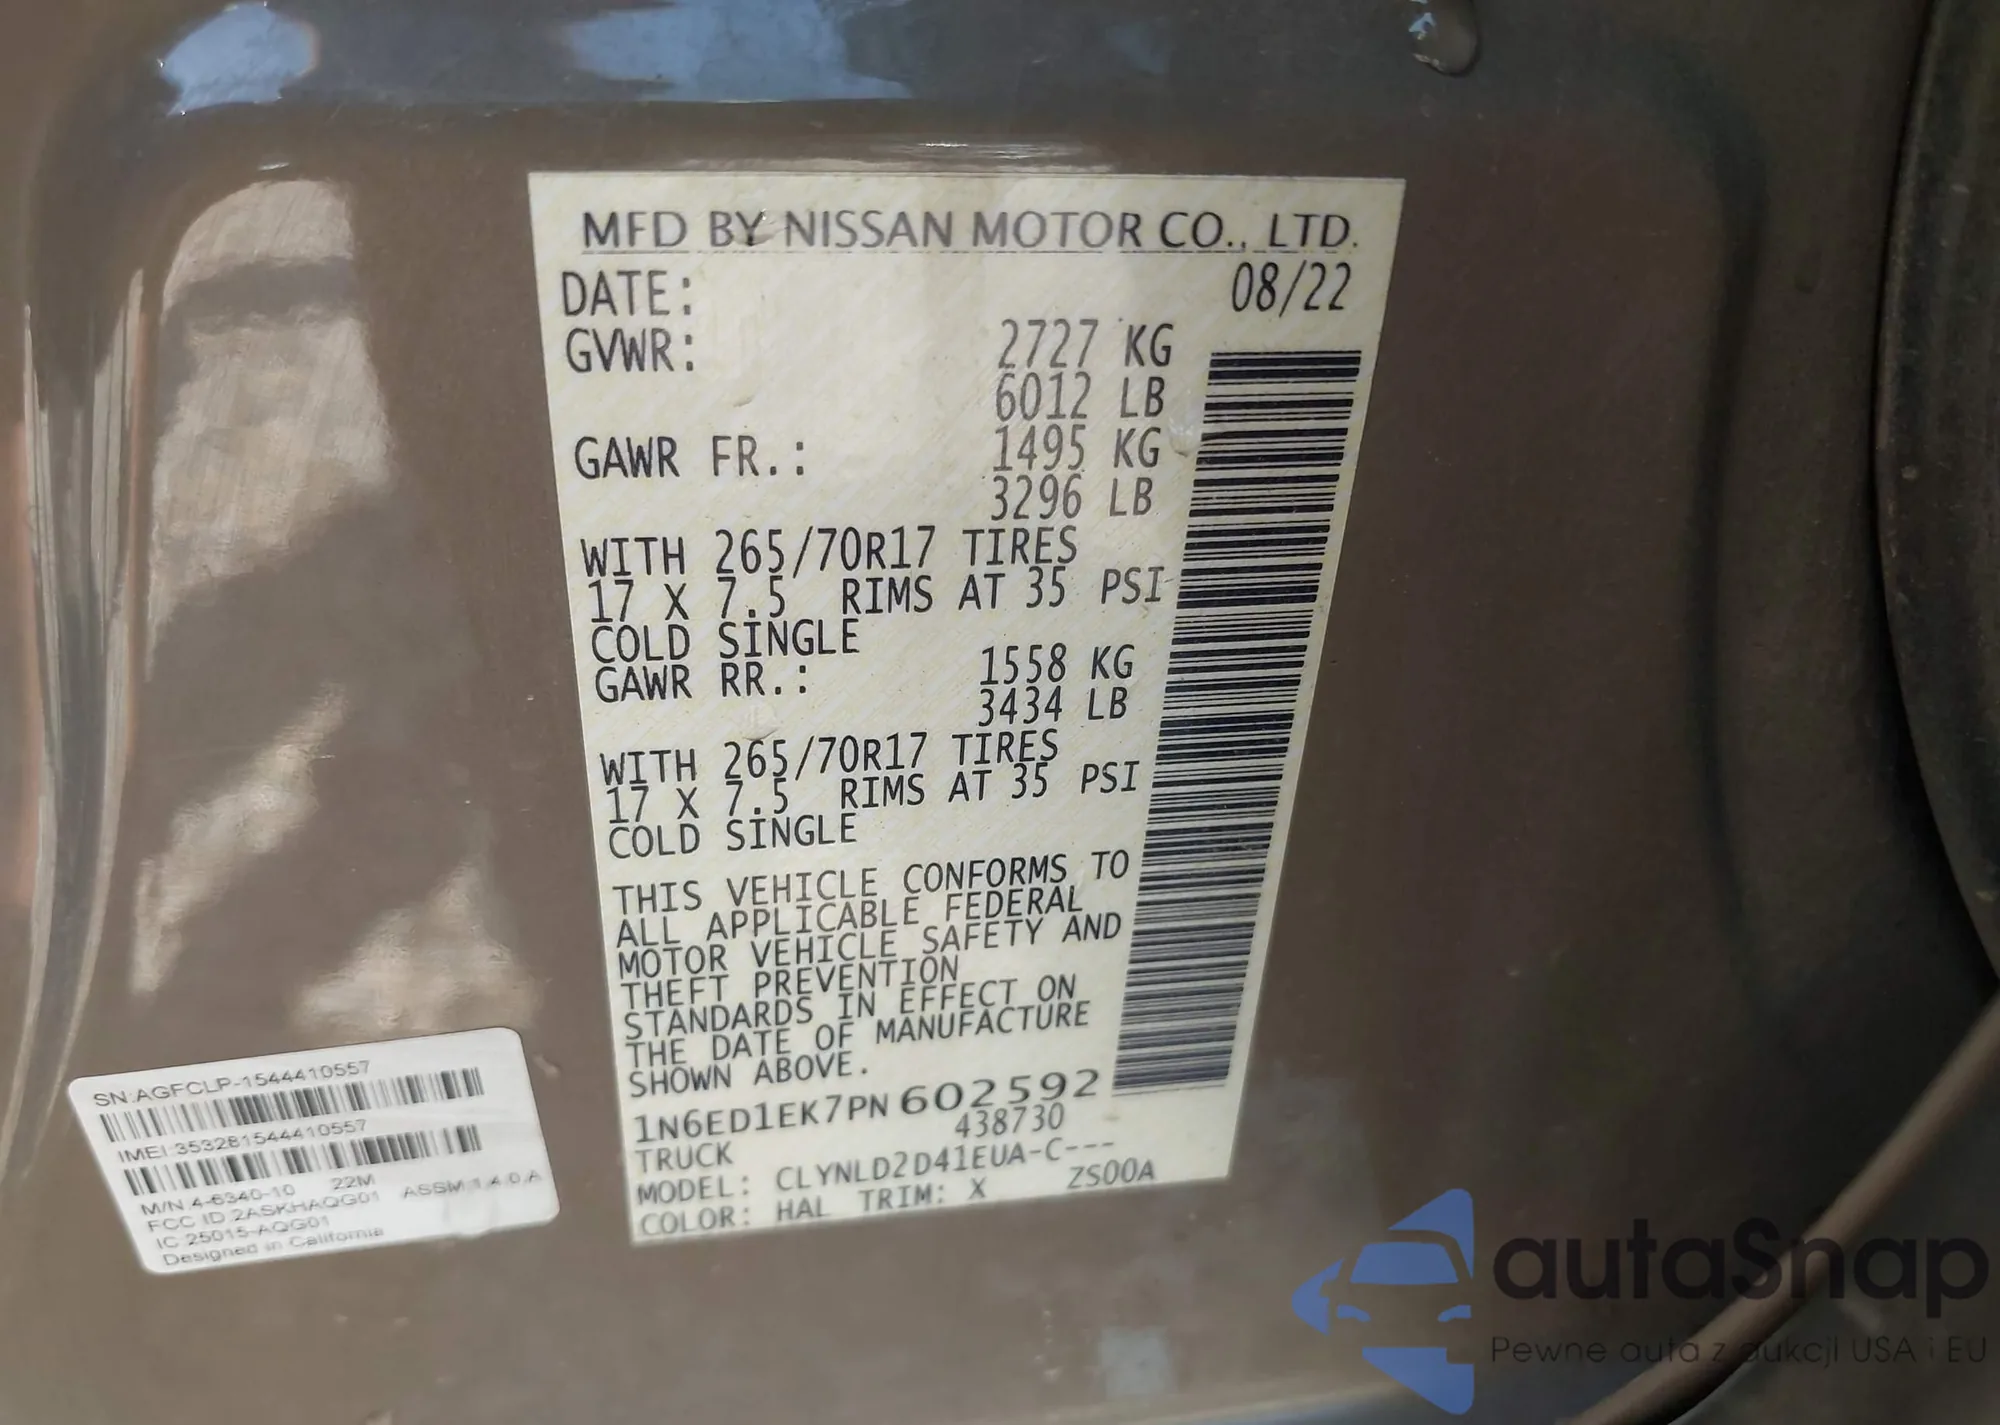 MFD BY NISSAN MOTOR CO., LTD.
DATE: 08/22
GVWR: 2727 KG
6012 LB
GAWR FR.: 1495 KG
3296 LB
WITH 265/70R17 TIRES
17 X 7.5 RIMS AT 35 PSI
COLD SINGLE
GAWR RR.: 1558 KG
3434 LB
WITH 265/70R17 TIRES
17 X 7.5 RIMS AT 35 PSI
COLD SINGLE
THIS VEHICLE CONFORMS TO
ALL APPLICABLE FEDERAL
MOTOR VEHICLE SAFETY AND
THEFT PREVENTION
STANDARDS IN EFFECT ON
THE DATE OF MANUFACTURE
SHOWN ABOVE.
1N6ED1EK7PN602592
438730
TRUCK
MODEL: CLYNLD2D41EUA-C---
COLOR: HAL TRIM: X ZS00A
SN:AGFCLP-1544410557
IMEI:353281544410557
M/N 4-6340-10 22M
FCC ID 2ASKHAQG01 ASSM 1.4.0.A
IC 25015-AQG01
Designed in California
autaSnap
Pewne auta z aukcji USA i EU